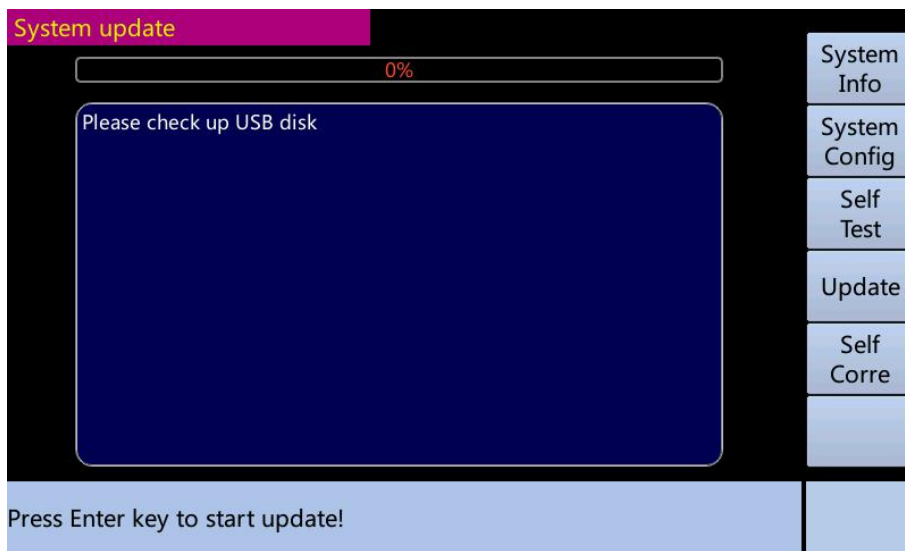 System update
0%
Please check up USB disk
System
Info
System
Config
Self
Test
Update
Self
Corre
Press Enter key to start update!